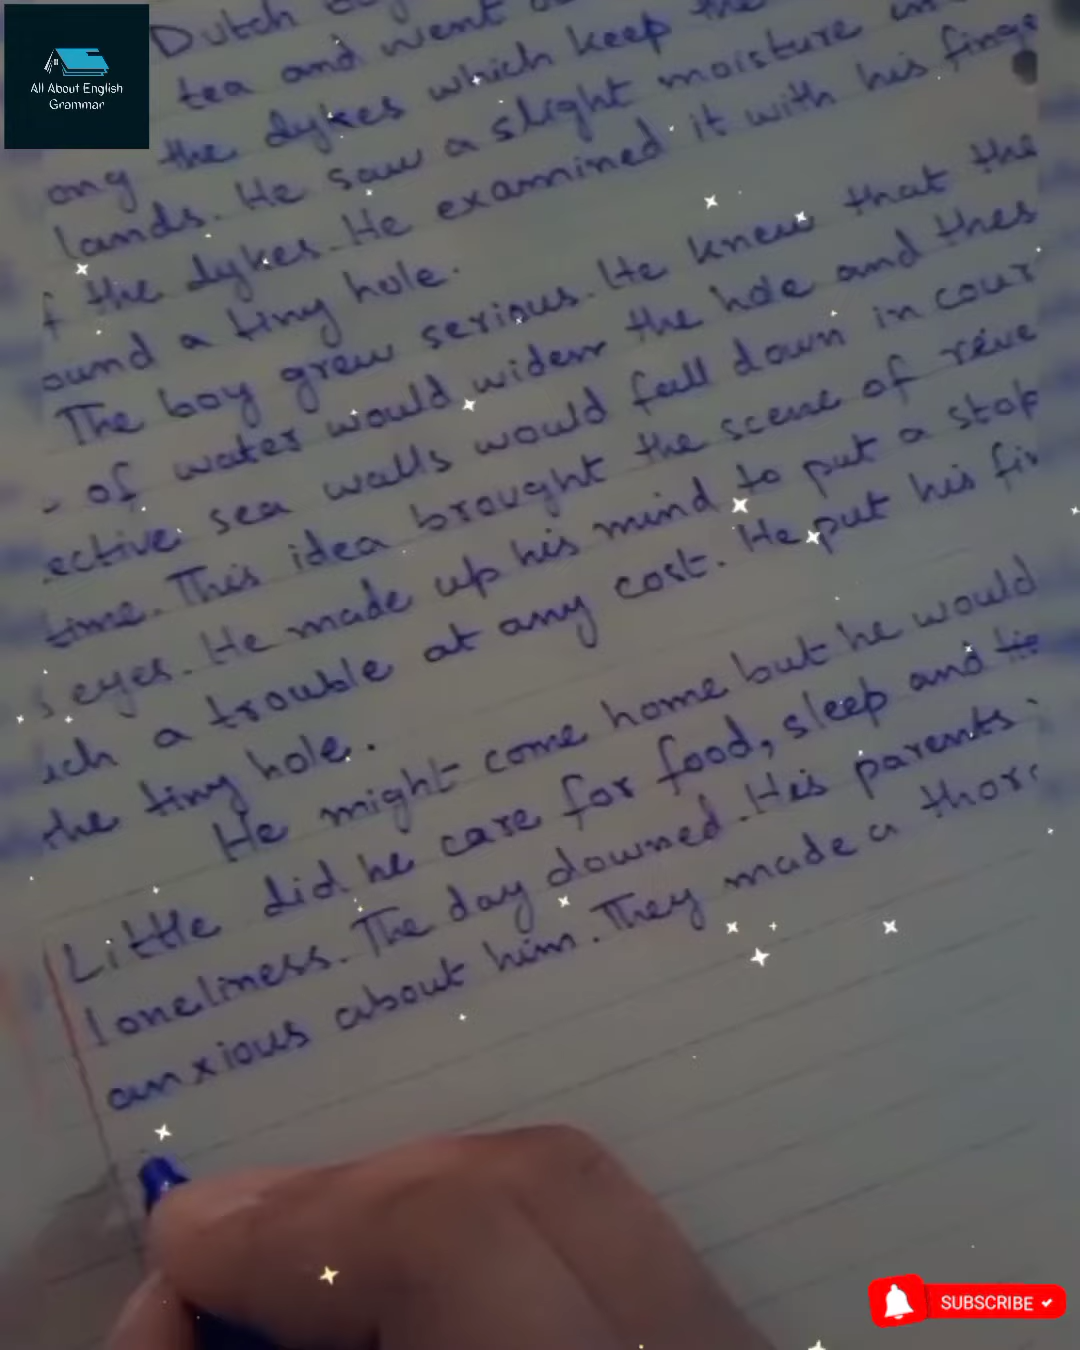 All About English
Grammar
Dutch
tea and went
ong the dykes which keep the
lands. He saw a slight moisture in
f the dykes. He examined it with his finge
ound a tiny hole.
The boy grew serious. He knew that the
of water would widen the hole and thes
ective sea walls would fall down in cour
time. This idea brought the scene of
s eyes. He made up his mind to put a stop
ich a trouble at any cost. He put his fin
the tiny hole.
He might come home but he would
Little did he care for food, sleep and
loneliness. The day downed. His parents
anxious about him. They made a thoro
SUBSCRIBE